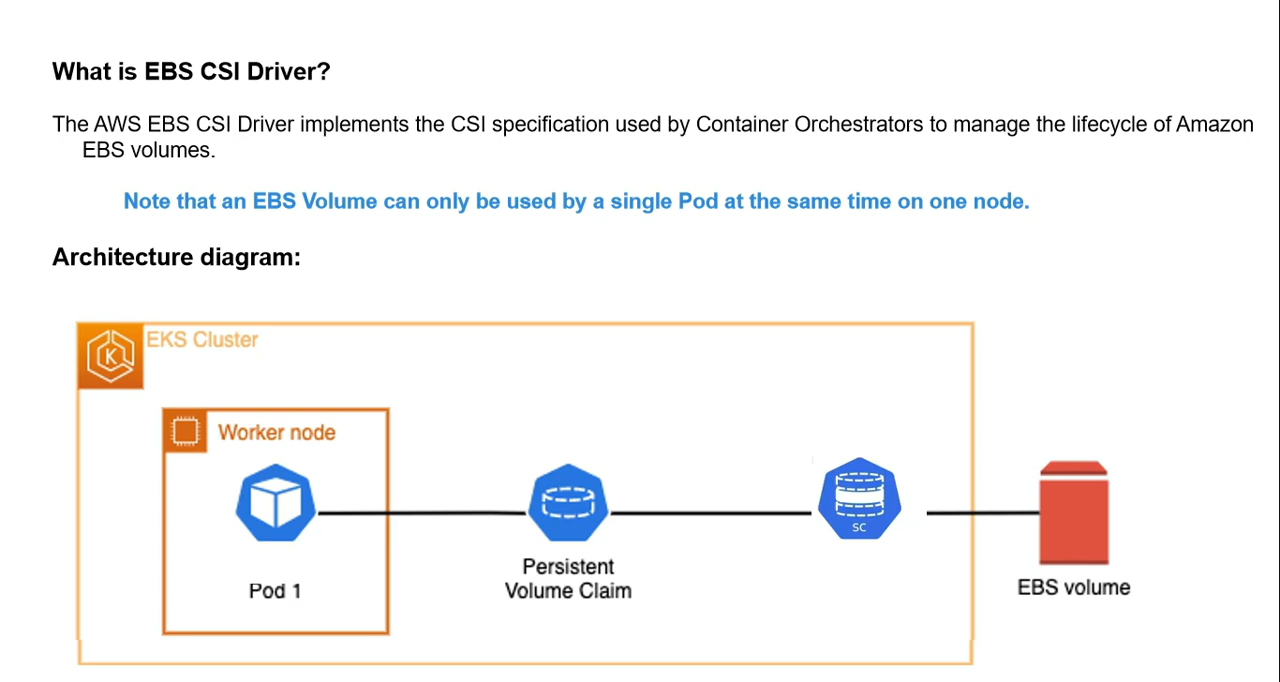 What is EBS CSI Driver?
The AWS EBS CSI Driver implements the CSI specification used by Container Orchestrators to manage the lifecycle of Amazon
EBS volumes.
Note that an EBS Volume can only be used by a single Pod at the same time on one node.
Architecture diagram:
K
EKS Cluster
Worker node
SC
Pod 1
Persistent
Volume Claim
EBS volume